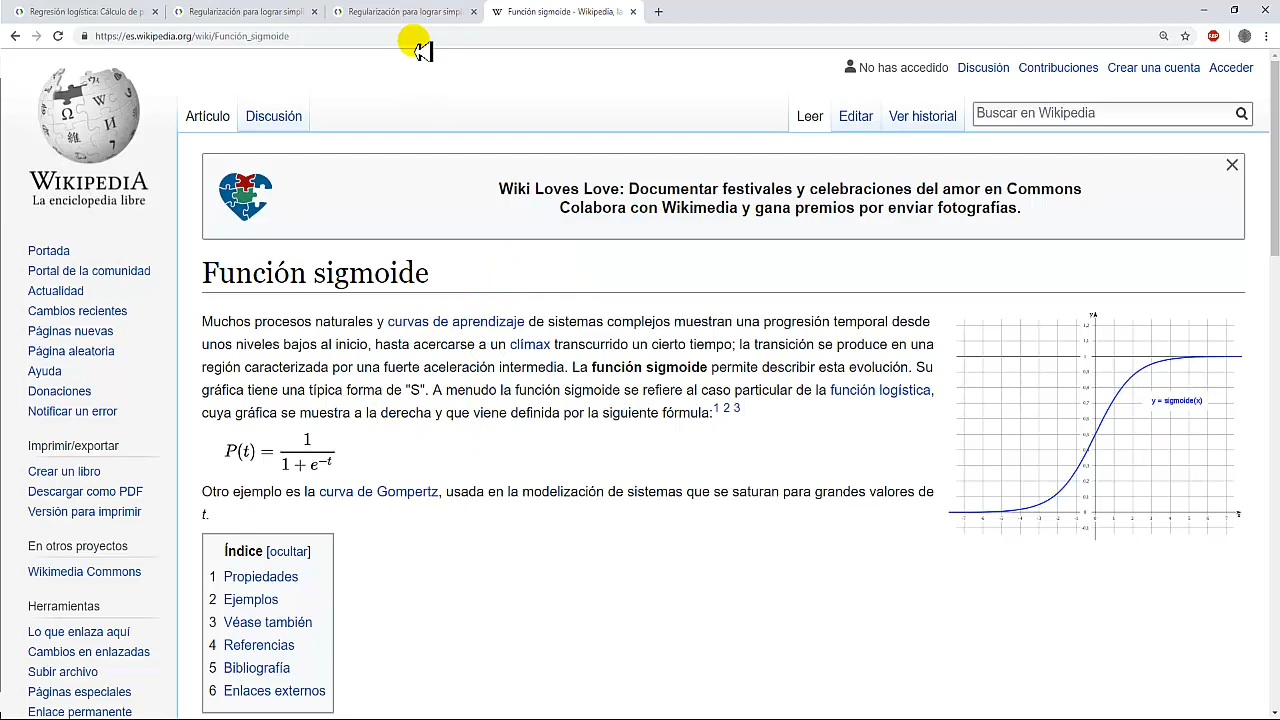 Regresión logística: Cálculo de p
Regularización para lograr simpli
Regularización para lograr simpli
Función sigmoide - Wikipedia, la
https://es.wikipedia.org/wiki/Función_sigmoide
ABP
WIKIPEDIA
La enciclopedia libre
No has accedido
Discusión
Contribuciones
Crear una cuenta
Acceder
Artículo
Discusión
Leer
Editar
Ver historial
Buscar en Wikipedia
Wiki Loves Love: Documentar festivales y celebraciones del amor en Commons
Colabora con Wikimedia y gana premios por enviar fotografías.
Portada
Portal de la comunidad
Actualidad
Cambios recientes
Páginas nuevas
Página aleatoria
Ayuda
Donaciones
Notificar un error
Imprimir/exportar
Crear un libro
Descargar como PDF
Versión para imprimir
En otros proyectos
Wikimedia Commons
Herramientas
Lo que enlaza aquí
Cambios en enlazadas
Subir archivo
Páginas especiales
Enlace permanente
Función sigmoide
Muchos procesos naturales y curvas de aprendizaje de sistemas complejos muestran una progresión temporal desde
unos niveles bajos al inicio, hasta acercarse a un clímax transcurrido un cierto tiempo; la transición se produce en una
región caracterizada por una fuerte aceleración intermedia. La función sigmoide permite describir esta evolución. Su
gráfica tiene una típica forma de "S". A menudo la función sigmoide se refiere al caso particular de la función logística,
cuya gráfica se muestra a la derecha y que viene definida por la siguiente fórmula:1 2 3
P(t) = 1 / (1 + e^−t)
Otro ejemplo es la curva de Gompertz, usada en la modelización de sistemas que se saturan para grandes valores de
t.
y = sigmoide(x)
Índice [ocultar]
1 Propiedades
2 Ejemplos
3 Véase también
4 Referencias
5 Bibliografía
6 Enlaces externos